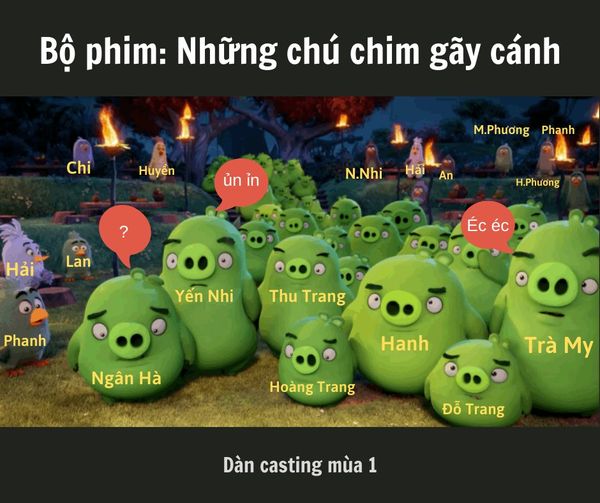 Bộ phim: Những chú chim gãy cánh
M.Phương
Phanh
Chi
Huyền
N.Nhi
Hải
An
H.Phương
ủn ỉn
Éc éc
?
Hải
Lan
Yến Nhi
Thu Trang
Phanh
Hanh
Trà My
Ngân Hà
Hoàng Trang
Đỗ Trang
Dàn casting mùa 1